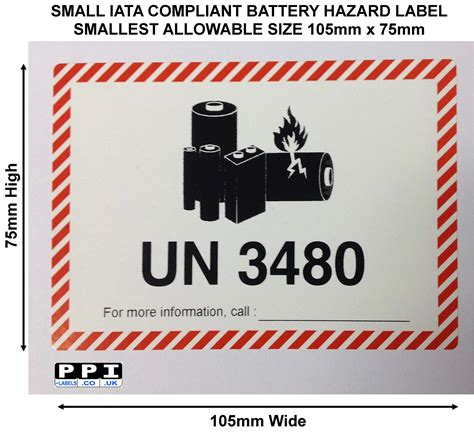 SMALL IATA COMPLIANT BATTERY HAZARD LABEL
SMALLEST ALLOWABLE SIZE 105mm x 75mm
75mm High
UN 3480
For more information, call :
PPI
-LABELS .CO .UK
105mm Wide